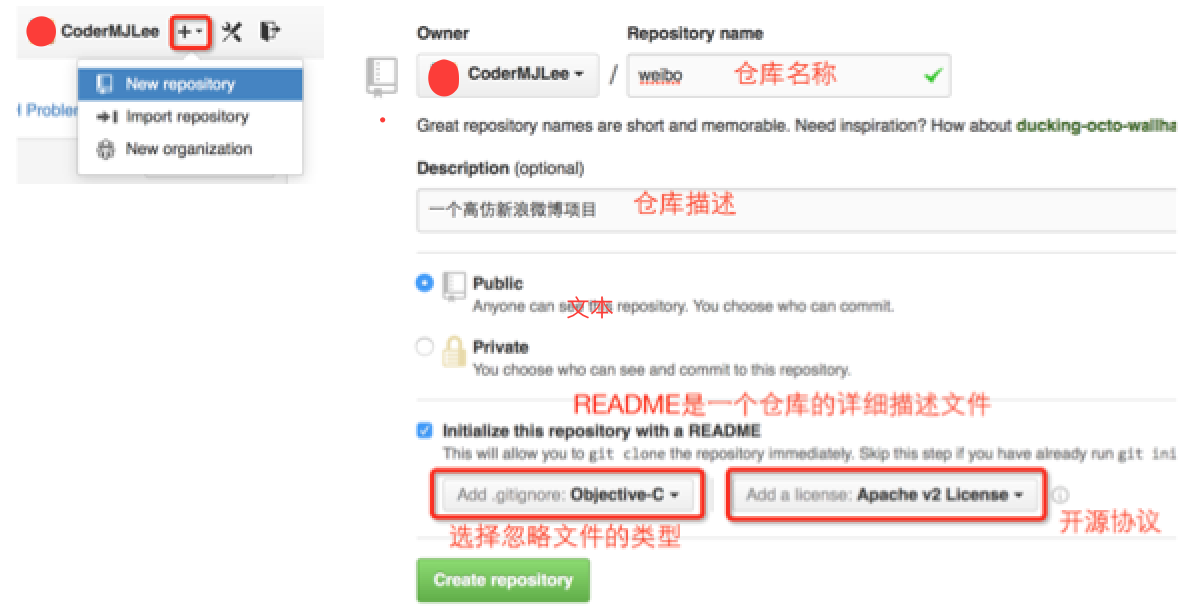 CoderMJLee
New repository
Import repository
New organization
Owner
Repository name
CoderMJLee / weibo 仓库名称
Great repository names are short and memorable. Need inspiration? How about ducking-octo-wallha
Description (optional)
一个高仿新浪微博项目 仓库描述
Public
Anyone can see this repository. You choose who can commit.
文本
Private
You choose who can see and commit to this repository.
README是一个仓库的详细描述文件
Initialize this repository with a README
This will allow you to git clone the repository immediately. Skip this step if you have already run git ini
Add .gitignore: Objective-C
Add a license: Apache v2 License
选择忽略文件的类型
开源协议
Create repository